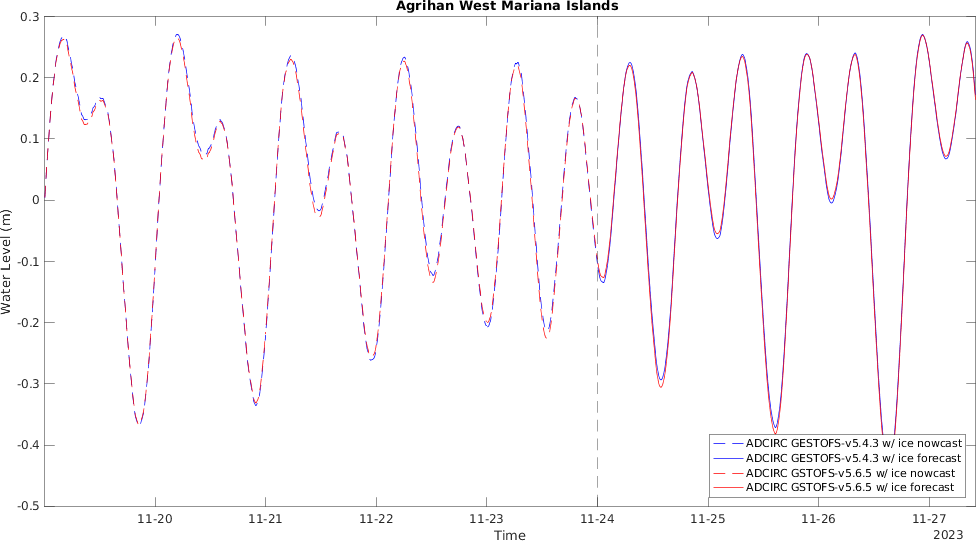 Agrihan West Mariana Islands
0.3
0.2
0.1
0
-0.1
-0.2
-0.3
-0.4
-0.5
Water Level (m)
ADCIRC GESTOFS-v5.4.3 w/ ice nowcast
ADCIRC GESTOFS-v5.4.3 w/ ice forecast
ADCIRC GSTOFS-v5.6.5 w/ ice nowcast
ADCIRC GSTOFS-v5.6.5 w/ ice forecast
11-20 11-21 11-22 11-23 11-24 11-25 11-26 11-27
Time
2023